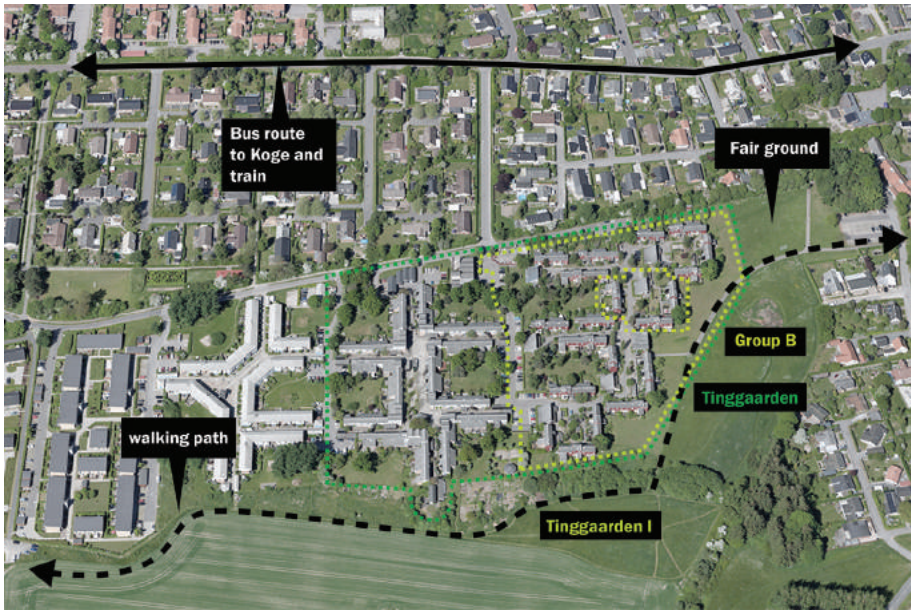 Bus route
to Koge and
train
Fair ground
Group B
Tinggaarden
walking path
Tinggaarden I